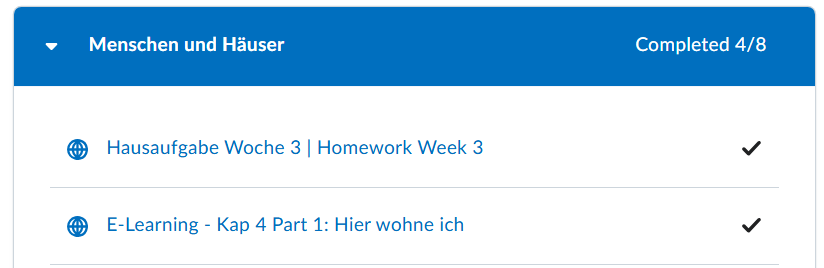 Menschen und Häuser
Completed 4/8
Hausaufgabe Woche 3 | Homework Week 3
E-Learning - Kap 4 Part 1: Hier wohne ich